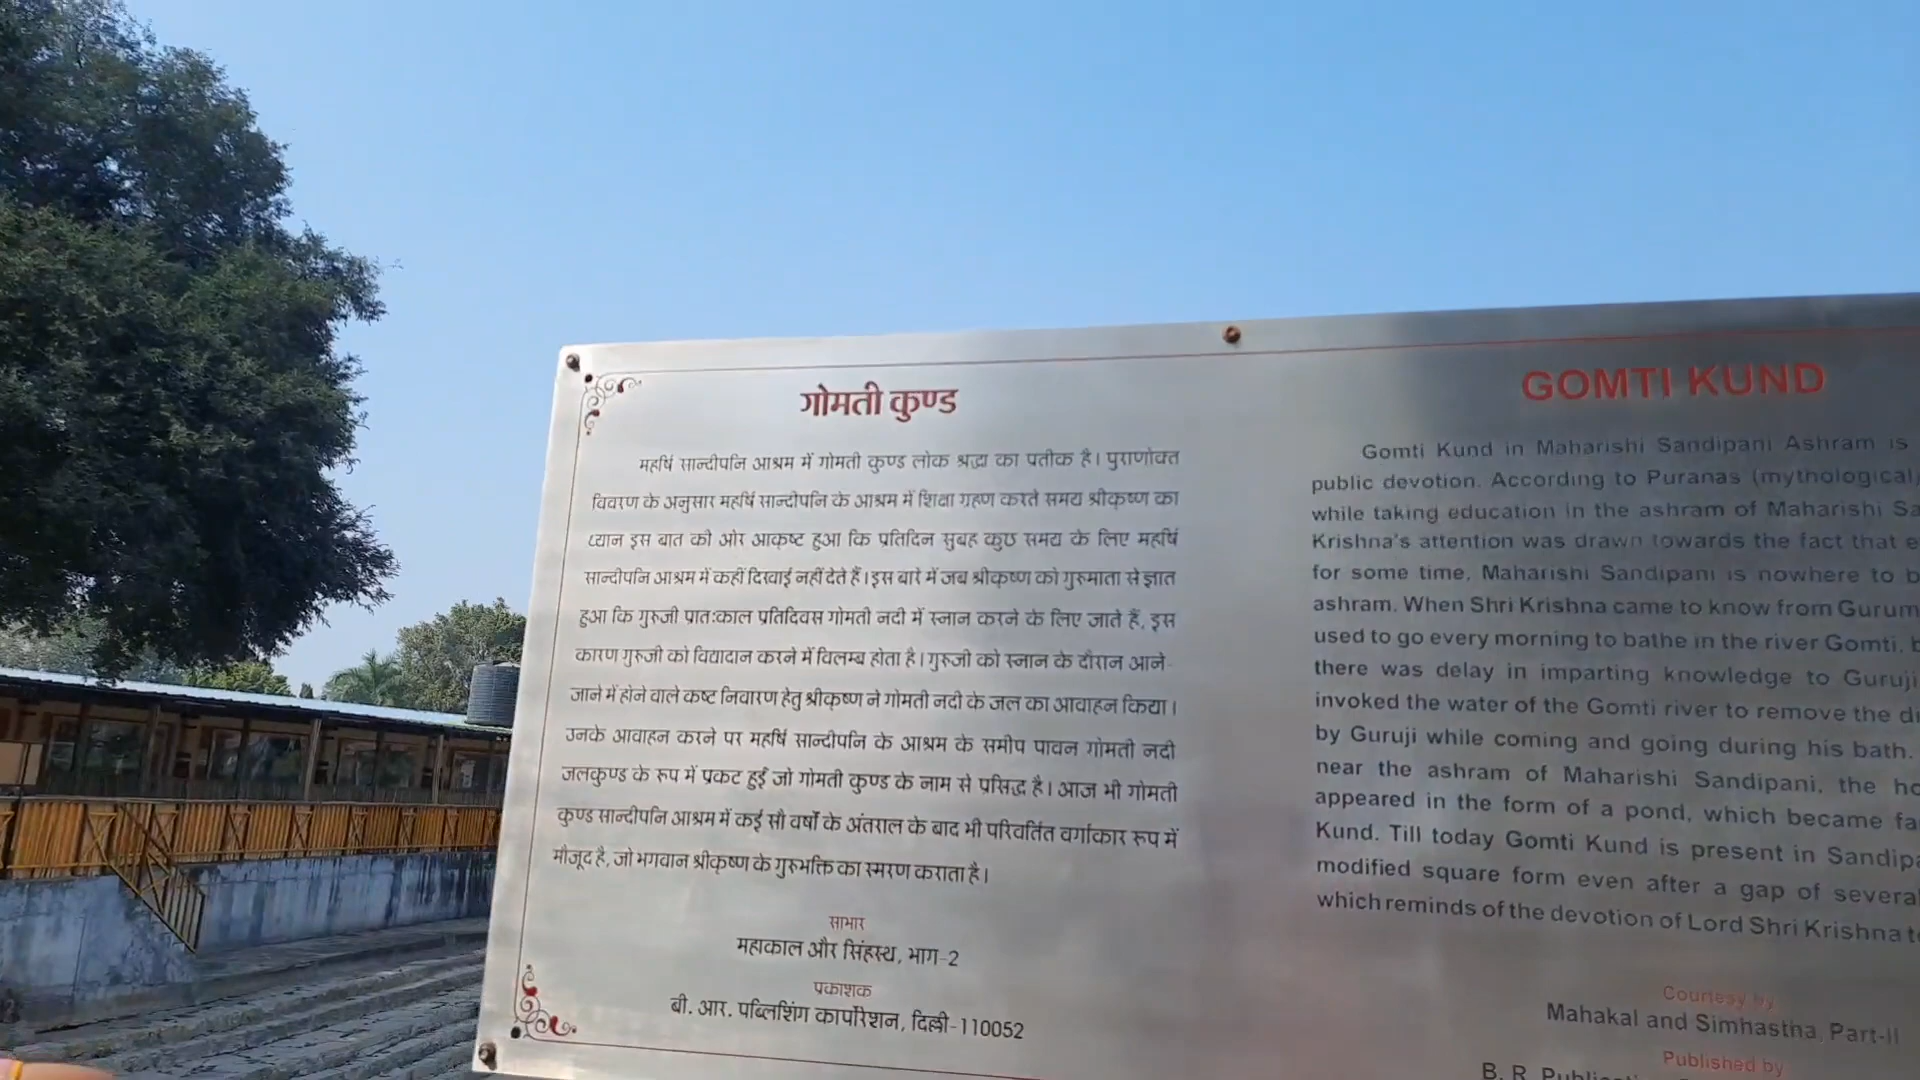 गोमती कुण्ड
महर्षि सान्दीपनि आश्रम में गोमती कुण्ड लोक श्रद्धा का प्रतीक है। पुराणोक्त
विवरण के अनुसार महर्षि सान्दीपनि के आश्रम में शिक्षा ग्रहण करते समय श्रीकृष्ण का
ध्यान इस बात की ओर आकृष्ट हुआ कि प्रतिदिन सुबह कुछ समय के लिए महर्षि
सान्दीपनि आश्रम में कहीं दिखाई नहीं देते हैं। इस बारे में जब श्रीकृष्ण को गुरुमाता से ज्ञात
हुआ कि गुरुजी प्रात:काल प्रतिदिवस गोमती नदी में स्नान करने के लिए जाते हैं, इस
कारण गुरुजी को विद्यादान करने में विलम्ब होता है। गुरुजी को स्नान के दौरान आने-
जाने में होने वाले कष्ट निवारण हेतु श्रीकृष्ण ने गोमती नदी के जल का आवाहन किया।
उनके आवाहन करने पर महर्षि सान्दीपनि के आश्रम के समीप पावन गोमती नदी
जलकुण्ड के रूप में प्रकट हुई जो गोमती कुण्ड के नाम से प्रसिद्ध है। आज भी गोमती
कुण्ड सान्दीपनि आश्रम में कई सौ वर्षों के अंतराल के बाद भी परिवर्तित वर्गाकार रूप में
मौजूद है, जो भगवान श्रीकृष्ण के गुरुभक्ति का स्मरण कराता है।
साभार
महाकाल और सिंहस्थ, भाग-2
प्रकाशक
बी. आर. पब्लिशिंग कार्पोरेशन, दिल्ली-110052
GOMTI KUND
Gomti Kund in Maharishi Sandipani Ashram is
public devotion. According to Puranas (mythological)
while taking education in the ashram of Maharishi
Krishna's attention was drawn towards the fact that
for some time, Maharishi Sandipani is nowhere to
ashram. When Shri Krishna came to know from
used to go every morning to bathe in the river Gomti,
there was delay in imparting knowledge to Guruji
invoked the water of the Gomti river to remove the
by Guruji while coming and going during his bath.
near the ashram of Maharishi Sandipani, the
appeared in the form of a pond, which became
Kund. Till today Gomti Kund is present in
modified square form even after a gap of several
which reminds of the devotion of Lord Shri Krishna
Courtesy by
Mahakal and Simhastha, Part-II
Published by
B. R.